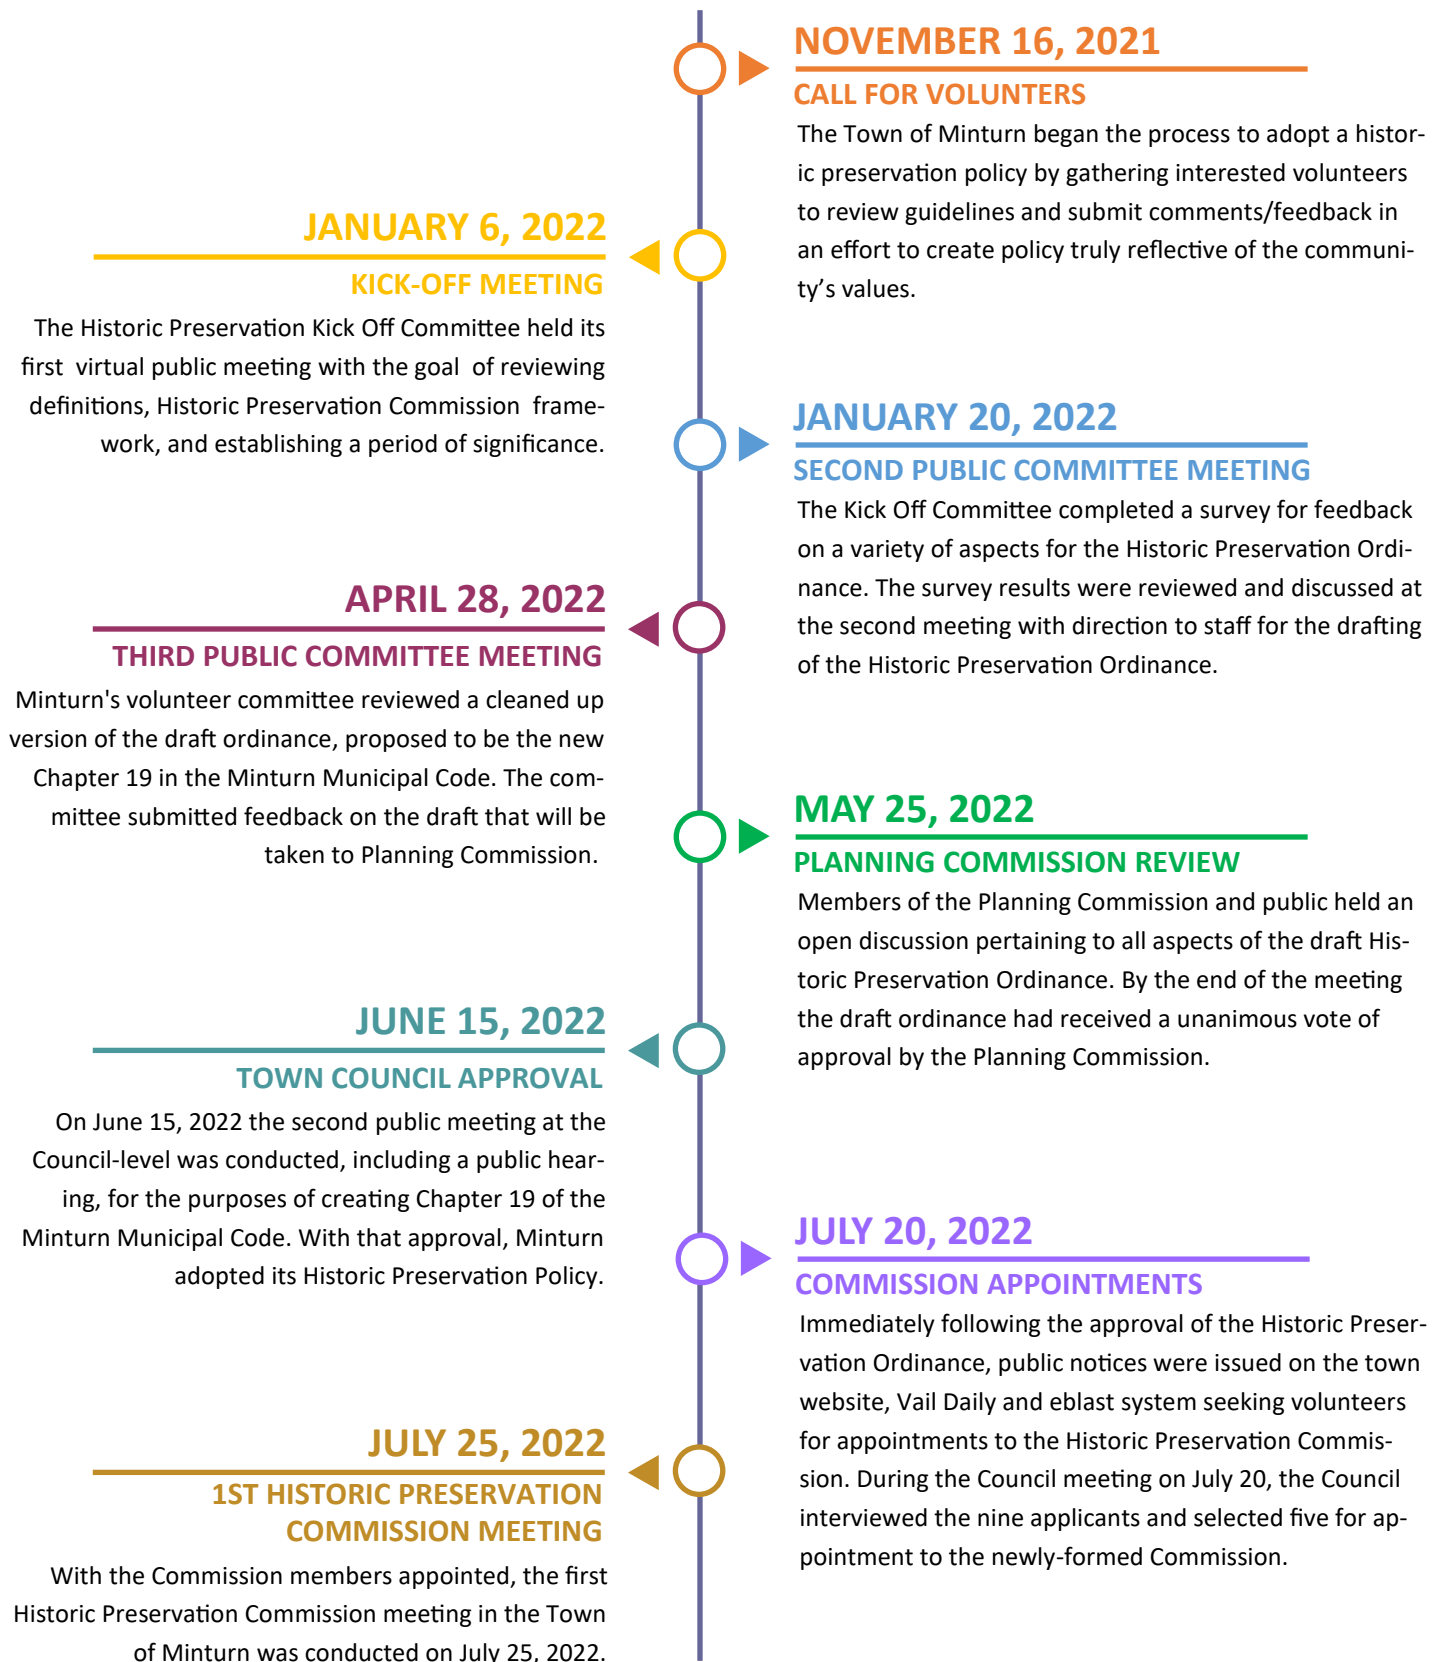 NOVEMBER 16, 2021
CALL FOR VOLUNTERS
The Town of Minturn began the process to adopt a histor-
ic preservation policy by gathering interested volunteers
to review guidelines and submit comments/feedback in
an effort to create policy truly reflective of the communi-
ty's values.
JANUARY 6, 2022
KICK-OFF MEETING
The Historic Preservation Kick Off Committee held its
first virtual public meeting with the goal of reviewing
definitions, Historic Preservation Commission frame-
work, and establishing a period of significance.
JANUARY 20, 2022
SECOND PUBLIC COMMITTEE MEETING
The Kick Off Committee completed a survey for feedback
on a variety of aspects for the Historic Preservation Ordi-
nance. The survey results were reviewed and discussed at
the second meeting with direction to staff for the drafting
of the Historic Preservation Ordinance.
APRIL 28, 2022
THIRD PUBLIC COMMITTEE MEETING
Minturn's volunteer committee reviewed a cleaned up
version of the draft ordinance, proposed to be the new
Chapter 19 in the Minturn Municipal Code. The com-
mittee submitted feedback on the draft that will be
taken to Planning Commission.
MAY 25, 2022
PLANNING COMMISSION REVIEW
Members of the Planning Commission and public held an
open discussion pertaining to all aspects of the draft His-
toric Preservation Ordinance. By the end of the meeting
the draft ordinance had received a unanimous vote of
approval by the Planning Commission.
JUNE 15, 2022
TOWN COUNCIL APPROVAL
On June 15, 2022 the second public meeting at the
Council-level was conducted, including a public hear-
ing, for the purposes of creating Chapter 19 of the
Minturn Municipal Code. With that approval, Minturn
adopted its Historic Preservation Policy.
JULY 20, 2022
COMMISSION APPOINTMENTS
Immediately following the approval of the Historic Preser-
vation Ordinance, public notices were issued on the town
website, Vail Daily and eblast system seeking volunteers
for appointments to the Historic Preservation Commis-
sion. During the Council meeting on July 20, the Council
interviewed the nine applicants and selected five for ap-
pointment to the newly-formed Commission.
JULY 25, 2022
1ST HISTORIC PRESERVATION
COMMISSION MEETING
With the Commission members appointed, the first
Historic Preservation Commission meeting in the Town
of Minturn was conducted on July 25, 2022.